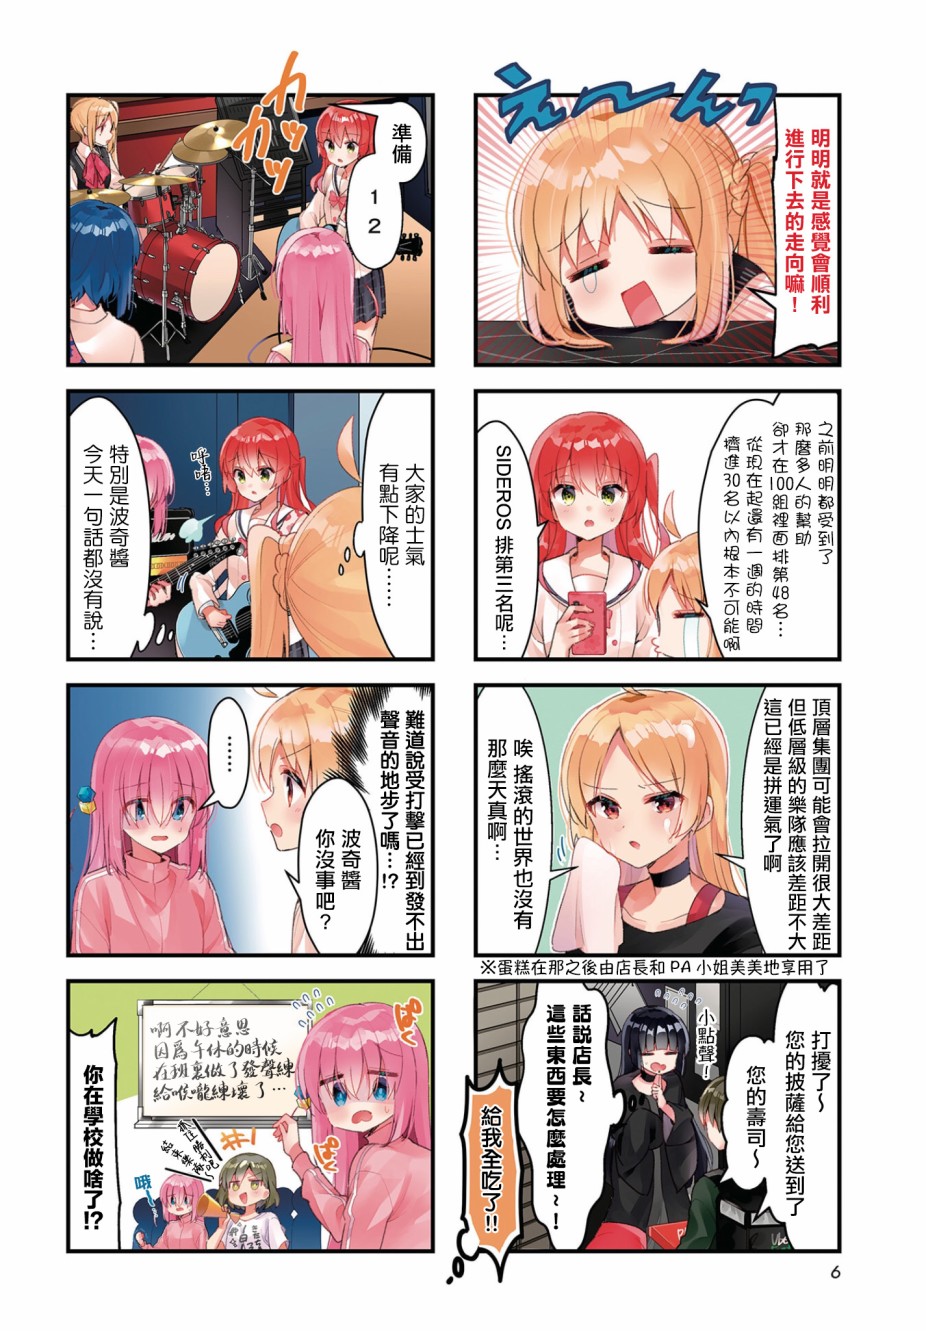 えーーんっ
明明就是感覺會順利
進行下去的走向嘛！
之前明明都受到了
那麼多人的幫助
卻才在100組裡面排第48名…
從現在起還有一週的時間
擠進30名以內根本不可能啊
SIDEROS 排第三名呢…
頂層集團可能會拉開很大差距
但低層級的樂隊應該差距不大
這已經是拼運氣了啊
唉 搖滾的世界也沒有
那麼天真啊…
※蛋糕在那之後由店長和 PA 小姐美美地享用了
打擾了～
您的披薩給您送到了
您的壽司～
小點聲！
話說店長～
這些東西要怎麼處理～！
給我全吃了!!
カッ
カカッ
準備
1 2
大家的士氣
有點下降呢……
呼唔…
特別是波奇醬
今天一句話都沒有說…
難道說受打擊已經到發不出
聲音的地步了嗎…!?
波奇醬
你沒事吧？
……
啊不好意思
因為午休的時候
在班裏做了發聲練
給喉嚨練壞了…
抓住勝利吧
結束樂隊
哦～
你在學校做啥了!?
6